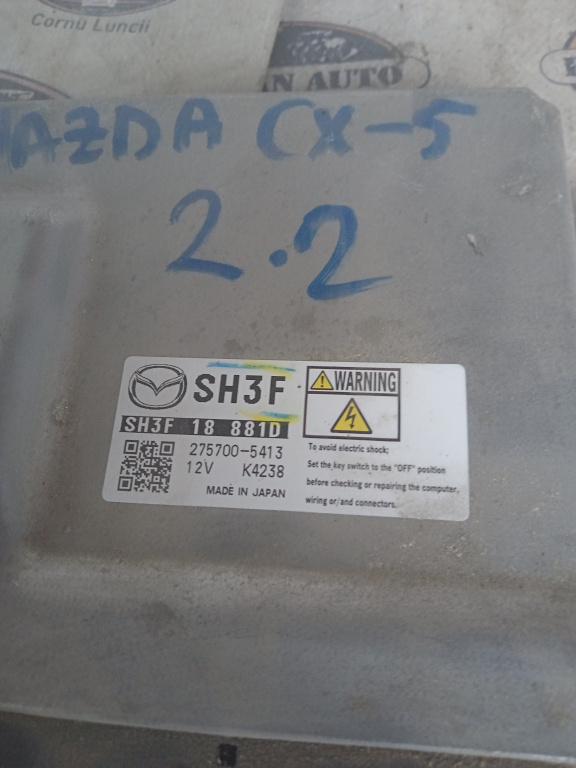 Cornu Luncii
N AUTO
MAZDA CX-5
2.2
SH3F
SH3F 18 881D
275700-5413
12V K4238
MADE IN JAPAN
WARNING
To avoid electric shock;
Set the key switch to the "OFF" position
before checking or repairing the computer,
wiring or/and connectors.